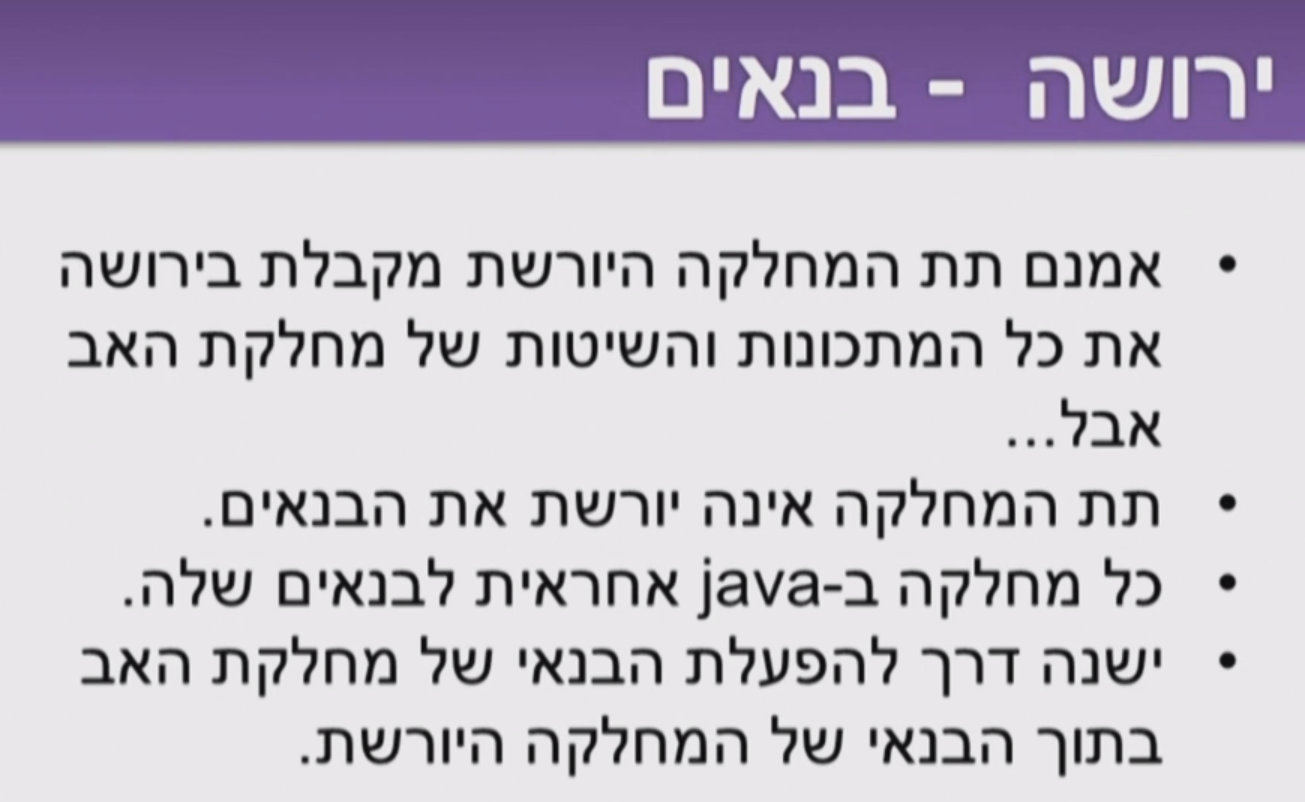 ירושה - בנאים
• אמנם תת המחלקה היורשת מקבלת בירושה
את כל המתכונות והשיטות של מחלקת האב
אבל...
• תת המחלקה אינה יורשת את הבנאים.
• כל מחלקה ב-java אחראית לבנאים שלה.
• ישנה דרך להפעלת הבנאי של מחלקת האב
בתוך הבנאי של המחלקה היורשת.